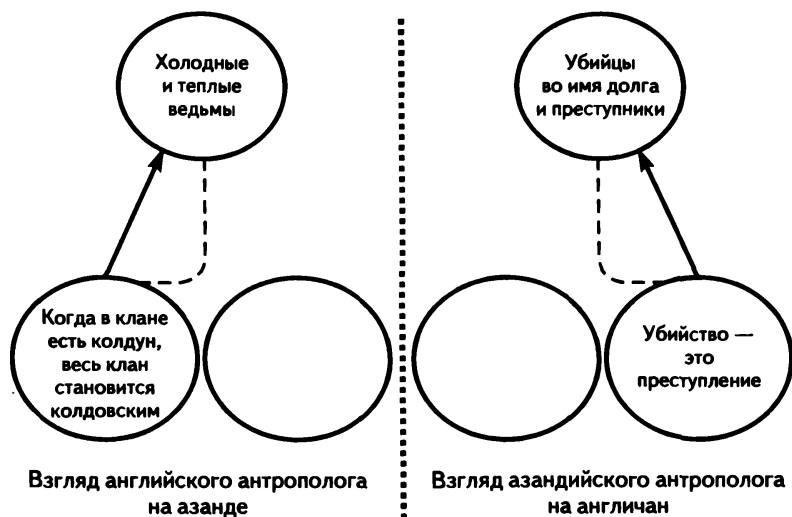 Холодные
и теплые
ведьмы
Убийцы
во имя долга
и преступники
Когда в клане
есть колдун,
весь клан
становится
колдовским
Убийство —
это
преступление
Взгляд английского антрополога
на азанде
Взгляд азандийского антрополога
на англичан